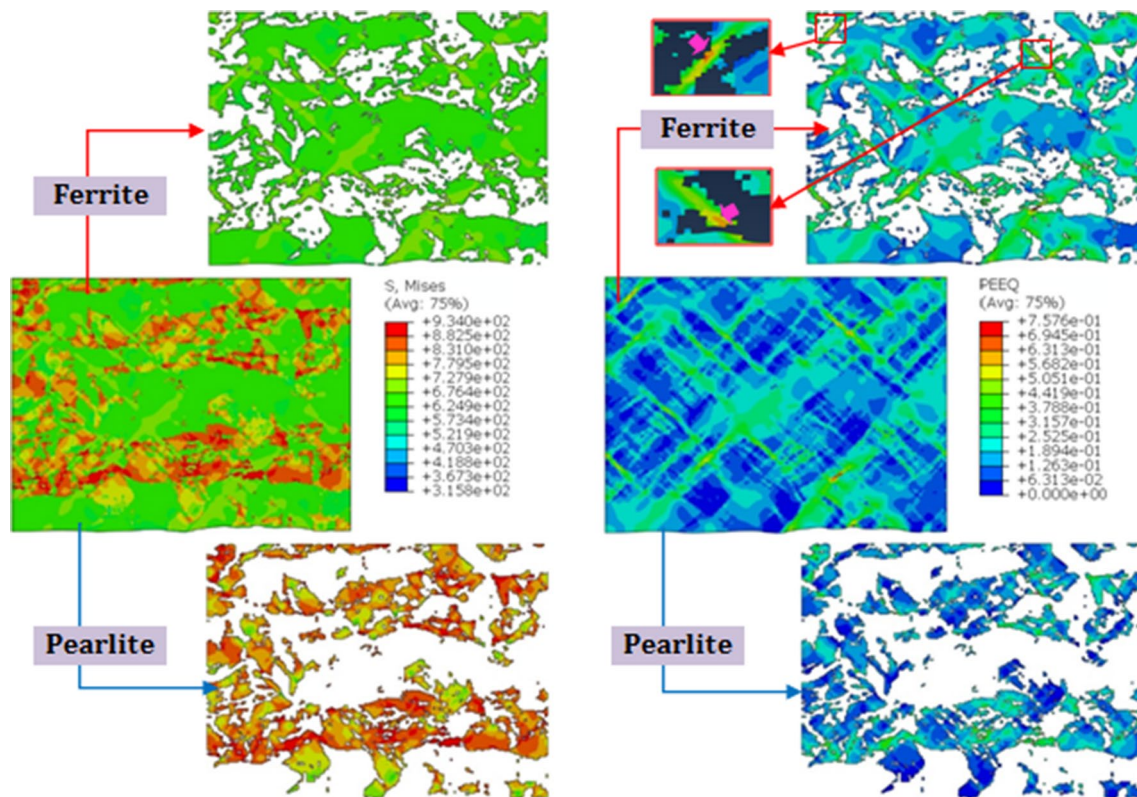 Ferrite
Ferrite
S, Mises
(Avg: 75%)
+9.340e+02
+8.825e+02
+8.310e+02
+7.795e+02
+7.279e+02
+6.764e+02
+6.249e+02
+5.734e+02
+5.219e+02
+4.703e+02
+4.188e+02
+3.673e+02
+3.158e+02
PEEQ
(Avg: 75%)
+7.576e-01
+6.945e-01
+6.313e-01
+5.682e-01
+5.051e-01
+4.419e-01
+3.788e-01
+3.157e-01
+2.525e-01
+1.894e-01
+1.263e-01
+6.313e-02
+0.000e+00
Pearlite
Pearlite